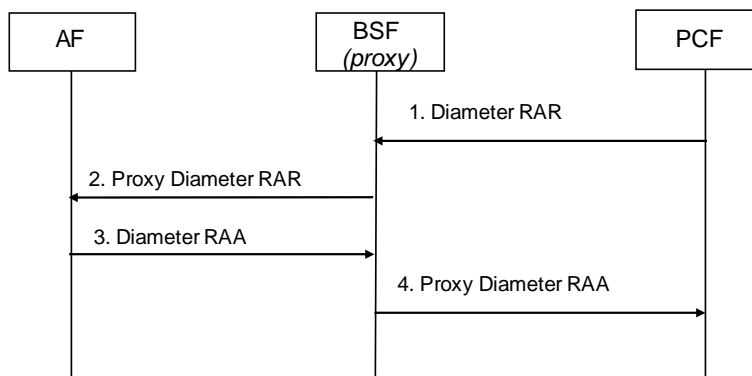 AF
BSF
(proxy)
PCF
1. Diameter RAR
2. Proxy Diameter RAR
3. Diameter RAA
4. Proxy Diameter RAA